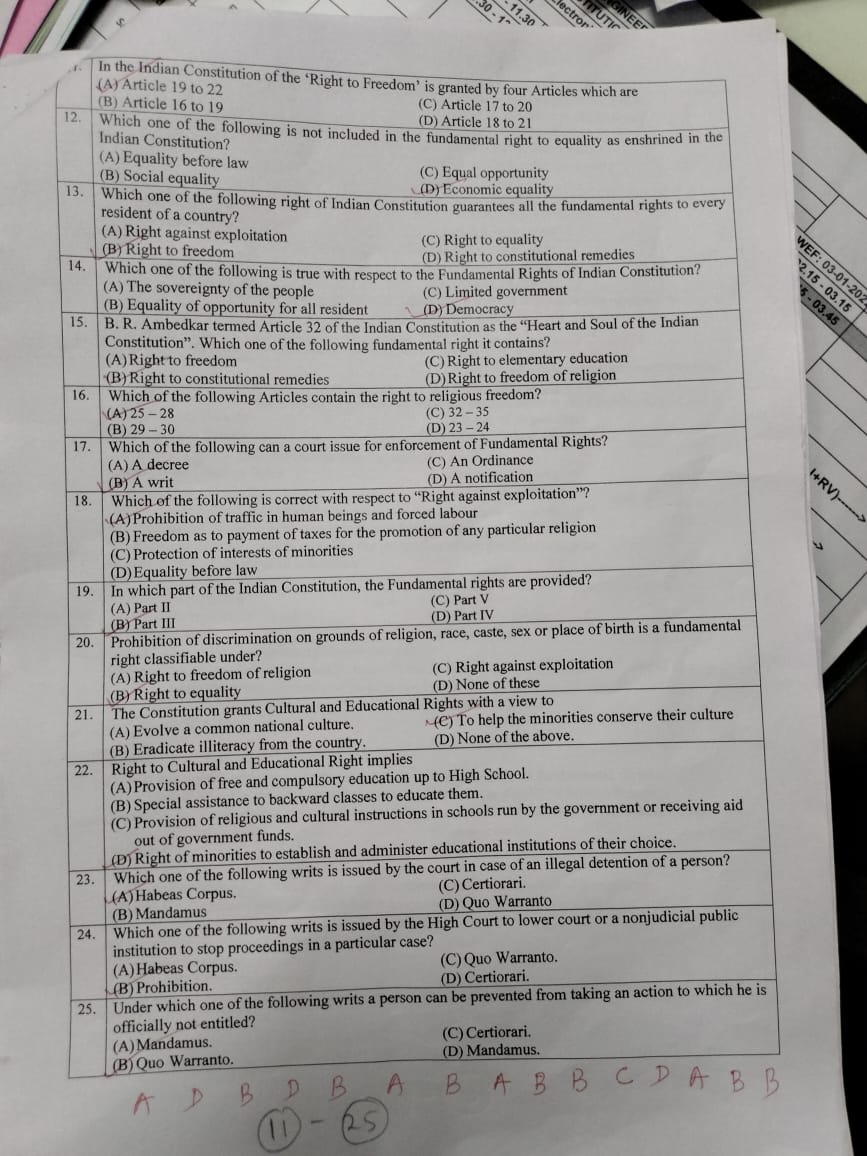 .30 - 1
- 11.30
lectron
TITUTIO
GINEER
In the Indian Constitution of the ‘Right to Freedom’ is granted by four Articles which are
(A) Article 19 to 22
(B) Article 16 to 19
(C) Article 17 to 20
(D) Article 18 to 21
12. Which one of the following is not included in the fundamental right to equality as enshrined in the
Indian Constitution?
(A) Equality before law
(B) Social equality
(C) Equal opportunity
(D) Economic equality
13. Which one of the following right of Indian Constitution guarantees all the fundamental rights to every
resident of a country?
(A) Right against exploitation
(B) Right to freedom
(C) Right to equality
(D) Right to constitutional remedies
14. Which one of the following is true with respect to the Fundamental Rights of Indian Constitution?
(A) The sovereignty of the people
(B) Equality of opportunity for all resident
(C) Limited government
(D) Democracy
15. B. R. Ambedkar termed Article 32 of the Indian Constitution as the “Heart and Soul of the Indian
Constitution”. Which one of the following fundamental right it contains?
(A) Right to freedom
(B) Right to constitutional remedies
(C) Right to elementary education
(D) Right to freedom of religion
16. Which of the following Articles contain the right to religious freedom?
(A) 25 – 28
(B) 29 – 30
(C) 32 – 35
(D) 23 – 24
17. Which of the following can a court issue for enforcement of Fundamental Rights?
(A) A decree
(B) A writ
(C) An Ordinance
(D) A notification
18. Which of the following is correct with respect to “Right against exploitation”?
(A) Prohibition of traffic in human beings and forced labour
(B) Freedom as to payment of taxes for the promotion of any particular religion
(C) Protection of interests of minorities
(D) Equality before law
19. In which part of the Indian Constitution, the Fundamental rights are provided?
(A) Part II
(B) Part III
(C) Part V
(D) Part IV
20. Prohibition of discrimination on grounds of religion, race, caste, sex or place of birth is a fundamental
right classifiable under?
(A) Right to freedom of religion
(B) Right to equality
(C) Right against exploitation
(D) None of these
21. The Constitution grants Cultural and Educational Rights with a view to
(A) Evolve a common national culture.
(B) Eradicate illiteracy from the country.
(C) To help the minorities conserve their culture
(D) None of the above.
22. Right to Cultural and Educational Right implies
(A) Provision of free and compulsory education up to High School.
(B) Special assistance to backward classes to educate them.
(C) Provision of religious and cultural instructions in schools run by the government or receiving aid
out of government funds.
(D) Right of minorities to establish and administer educational institutions of their choice.
23. Which one of the following writs is issued by the court in case of an illegal detention of a person?
(A) Habeas Corpus.
(B) Mandamus
(C) Certiorari.
(D) Quo Warranto
24. Which one of the following writs is issued by the High Court to lower court or a nonjudicial public
institution to stop proceedings in a particular case?
(A) Habeas Corpus.
(B) Prohibition.
(C) Quo Warranto.
(D) Certiorari.
25. Under which one of the following writs a person can be prevented from taking an action to which he is
officially not entitled?
(A) Mandamus.
(B) Quo Warranto.
(C) Certiorari.
(D) Mandamus.
A D B D B A B A B B C D A B B
11 - 25
WEF: 03-01-202
2.15 - 03.15
5 - 03.45
I+RV)